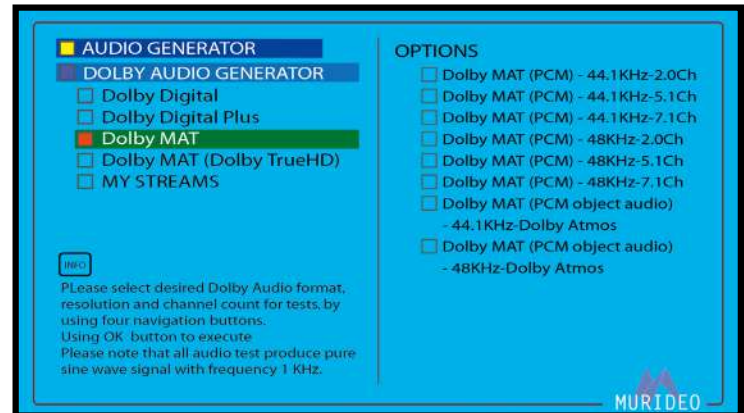 AUDIO GENERATOR
DOLBY AUDIO GENERATOR
Dolby Digital
Dolby Digital Plus
Dolby MAT
Dolby MAT (Dolby TrueHD)
MY STREAMS
INFO
PLease select desired Dolby Audio format,
resolution and channel count for tests, by
using four navigation buttons.
Using OK button to execute
Please note that all audio test produce pure
sine wave signal with frequency 1 KHz.
OPTIONS
Dolby MAT (PCM) - 44.1KHz-2.0Ch
Dolby MAT (PCM) - 44.1KHz-5.1Ch
Dolby MAT (PCM) - 44.1KHz-7.1Ch
Dolby MAT (PCM) - 48KHz-2.0Ch
Dolby MAT (PCM) - 48KHz-5.1Ch
Dolby MAT (PCM) - 48KHz-7.1Ch
Dolby MAT (PCM object audio)
- 44.1KHz-Dolby Atmos
Dolby MAT (PCM object audio)
- 48KHz-Dolby Atmos
MURIDEO